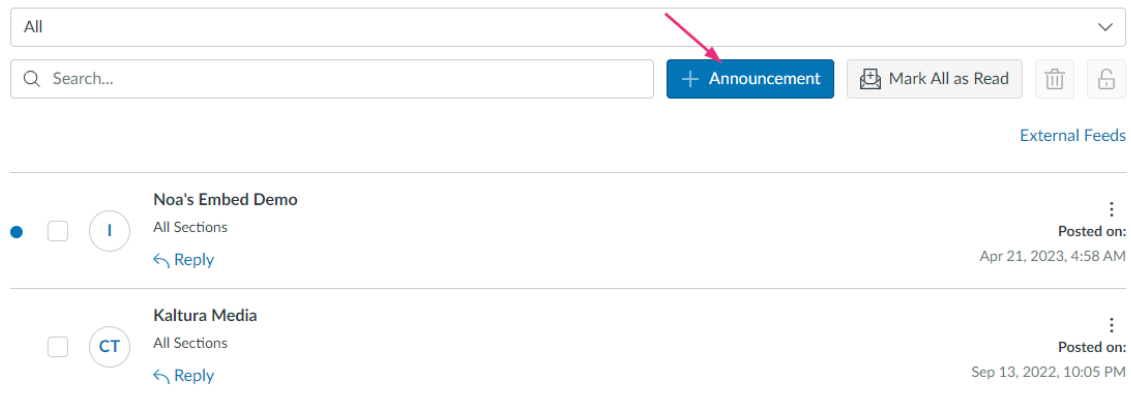 All
Search...
Announcement
Mark All as Read
External Feeds
Noa's Embed Demo
I
All Sections
Reply
Posted on:
Apr 21, 2023, 4:58 AM
Kaltura Media
CT
All Sections
Reply
Posted on:
Sep 13, 2022, 10:05 PM